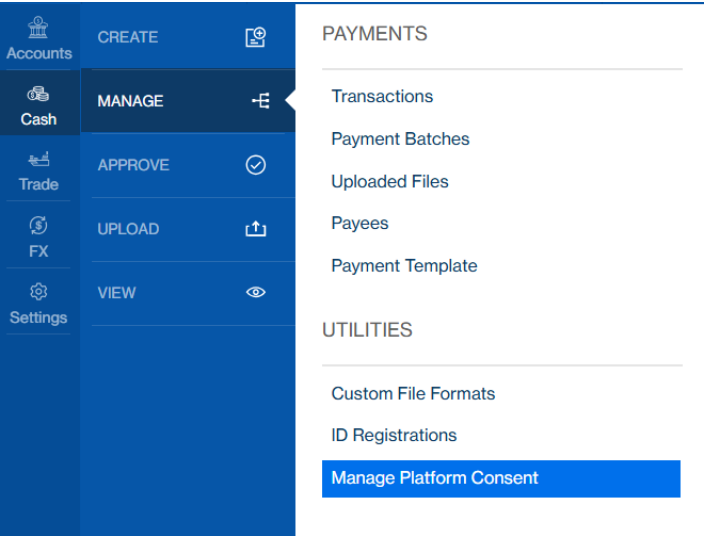 Accounts
Cash
Trade
FX
Settings
CREATE
MANAGE
APPROVE
UPLOAD
VIEW
PAYMENTS
Transactions
Payment Batches
Uploaded Files
Payees
Payment Template
UTILITIES
Custom File Formats
ID Registrations
Manage Platform Consent